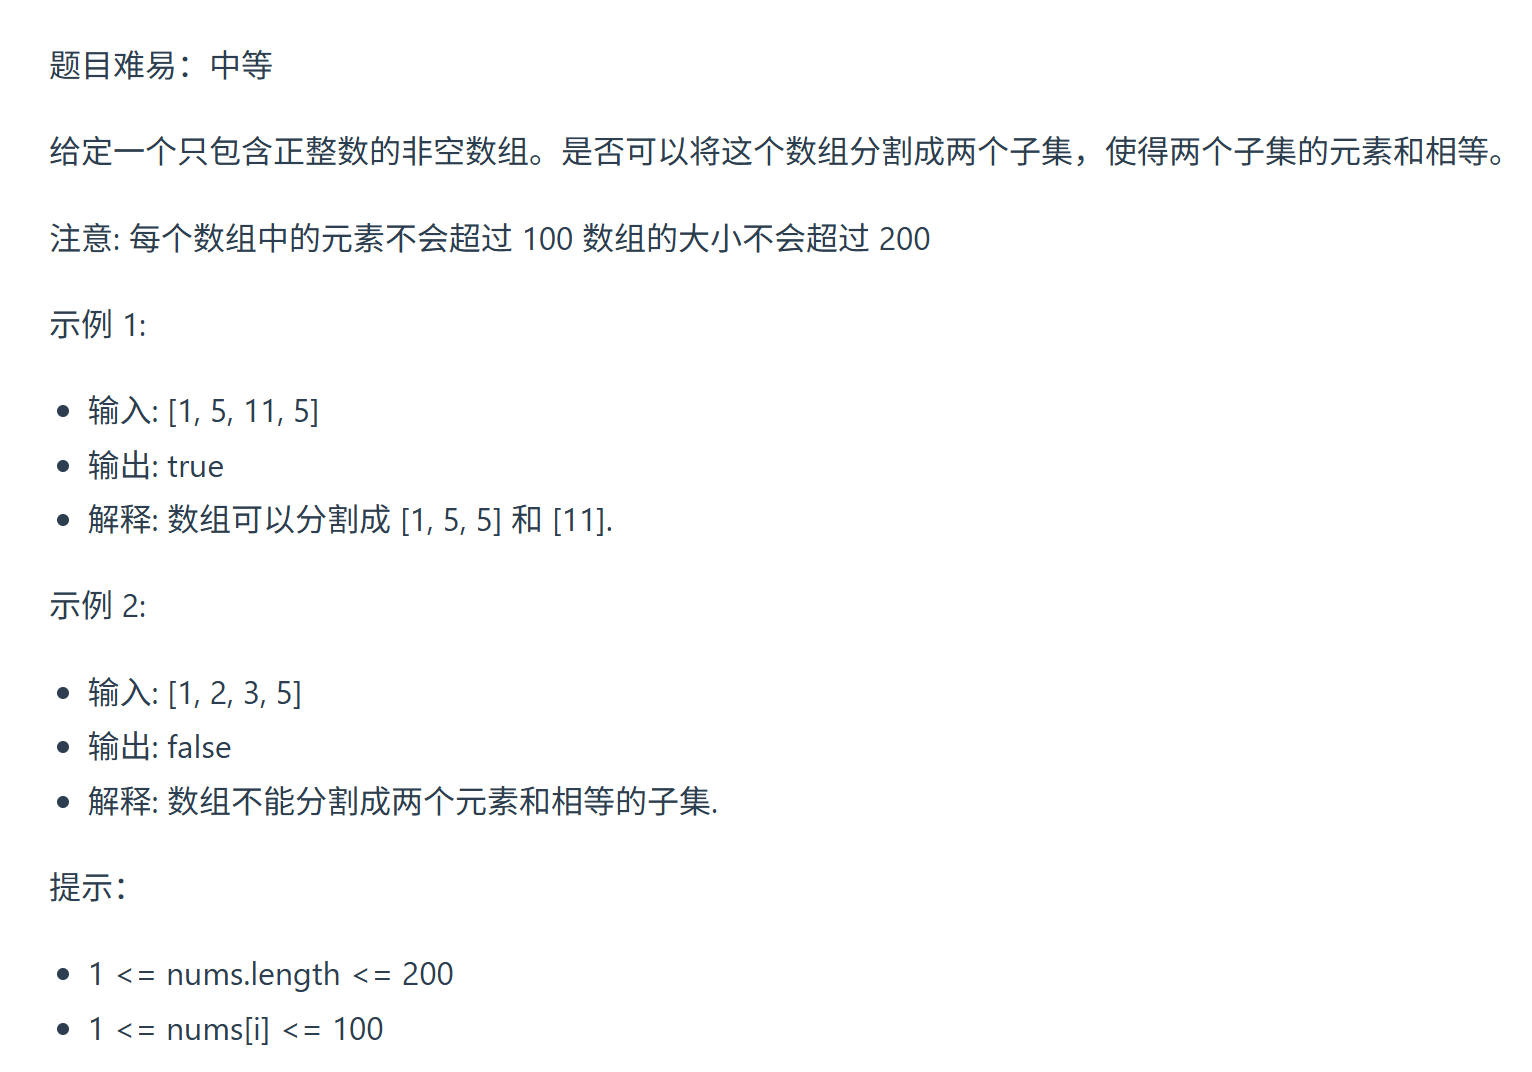 题目难易：中等
给定一个只包含正整数的非空数组。是否可以将这个数组分割成两个子集，使得两个子集的元素和相等。
注意: 每个数组中的元素不会超过 100 数组的大小不会超过 200
示例 1:
• 输入: [1, 5, 11, 5]
• 输出: true
• 解释: 数组可以分割成 [1, 5, 5] 和 [11].
示例 2:
• 输入: [1, 2, 3, 5]
• 输出: false
• 解释: 数组不能分割成两个元素和相等的子集.
提示：
• 1 <= nums.length <= 200
• 1 <= nums[i] <= 100